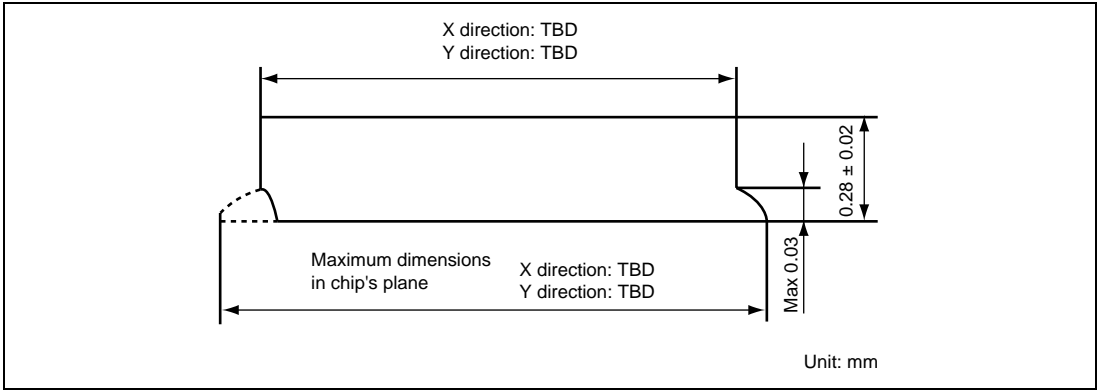 X direction: TBD
Y direction: TBD
0.28 ± 0.02
Max 0.03
Maximum dimensions
in chip's plane
X direction: TBD
Y direction: TBD
Unit: mm